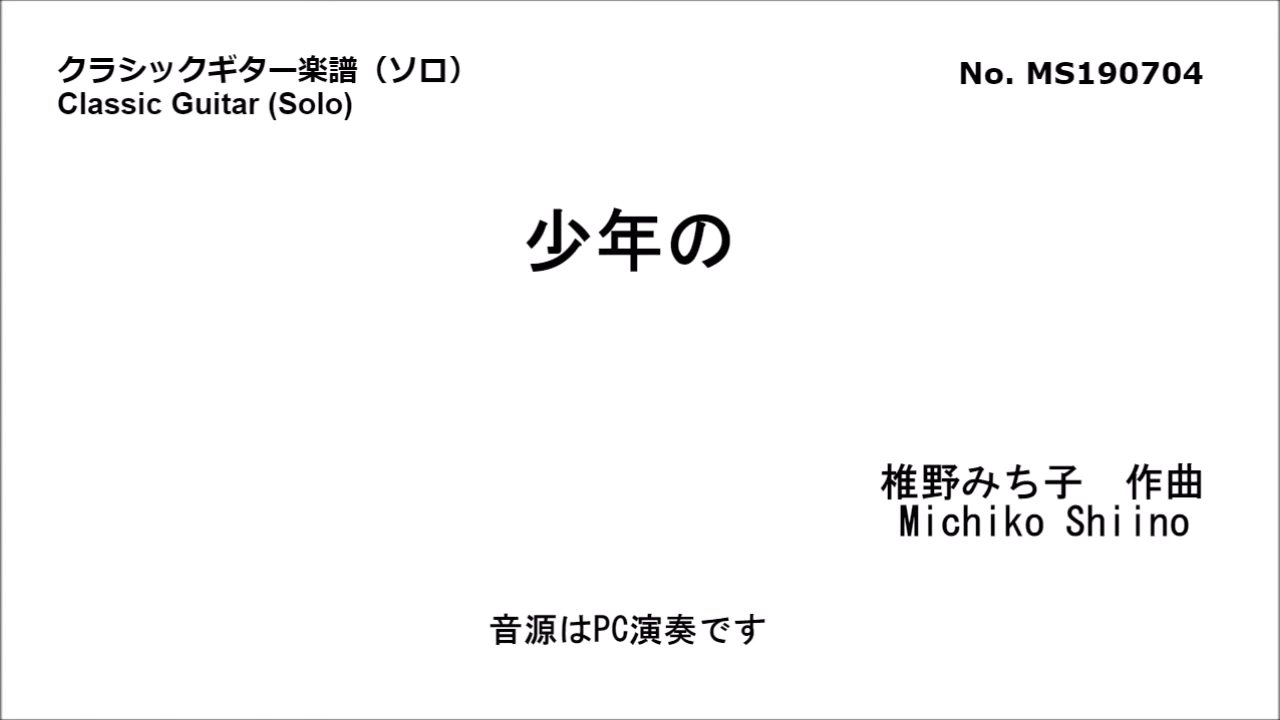 クラシックギター楽譜（ソロ）
Classic Guitar (Solo)
No. MS190704
少年の
椎野みち子　作曲
Michiko Shiino
音源はPC演奏です